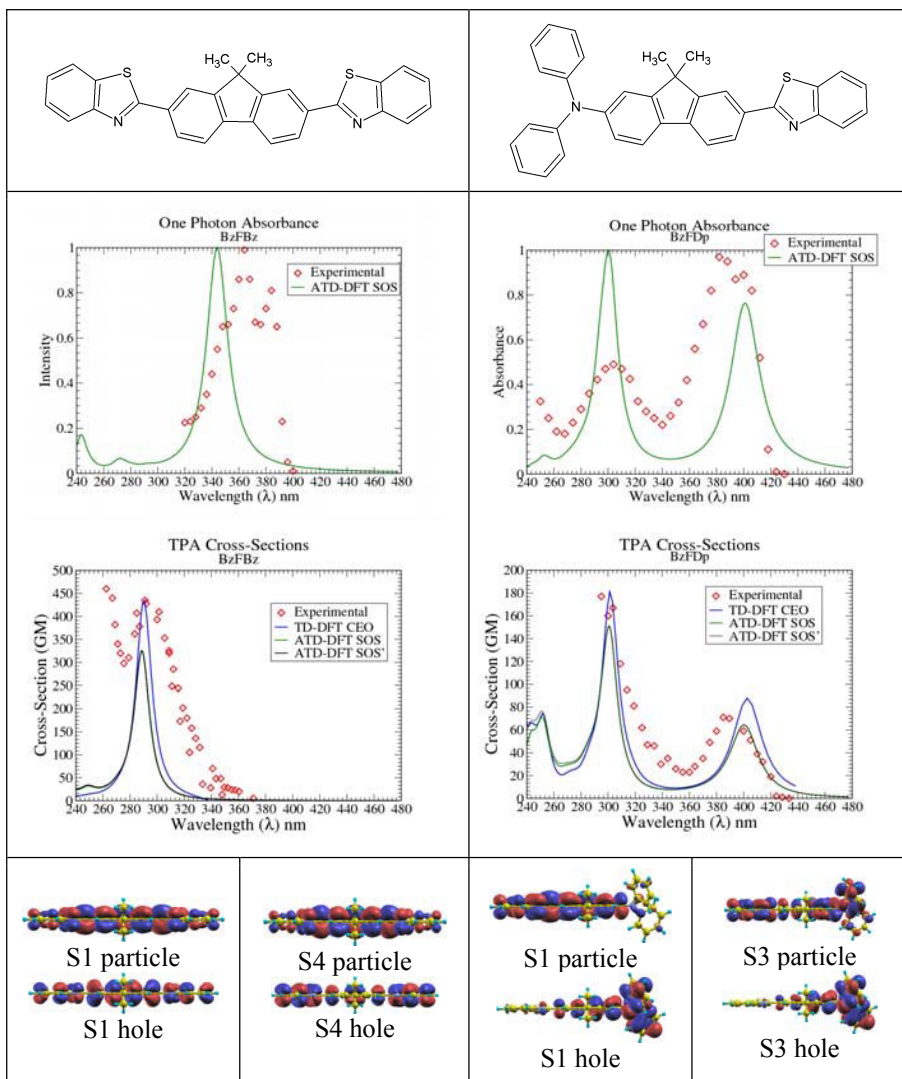 H₃C CH₃
S
N
S
N
H₃C CH₃
N
S
N
One Photon Absorbance
BzFBz
1
0.8
0.6
0.4
0.2
0
Intensity
Experimental
ATD-DFT SOS
240 260 280 300 320 340 360 380 400 420 440 460 480
Wavelength (λ) nm
One Photon Absorbance
BzFDp
1
0.8
0.6
0.4
0.2
0
Absorbance
Experimental
ATD-DFT SOS
240 260 280 300 320 340 360 380 400 420 440 460 480
Wavelength (λ) nm
TPA Cross-Sections
BzFBz
500
450
400
350
300
250
200
150
100
50
0
Cross-Section (GM)
Experimental
TD-DFT CEO
ATD-DFT SOS
ATD-DFT SOS'
240 260 280 300 320 340 360 380 400 420 440 460 480
Wavelength (λ) nm
TPA Cross-Sections
BzFDp
200
180
160
140
120
100
80
60
40
20
0
Cross-Section (GM)
Experimental
TD-DFT CEO
ATD-DFT SOS
ATD-DFT SOS'
240 260 280 300 320 340 360 380 400 420 440 460 480
Wavelength (λ) nm
S1 particle
S1 hole
S4 particle
S4 hole
S1 particle
S1 hole
S3 particle
S3 hole